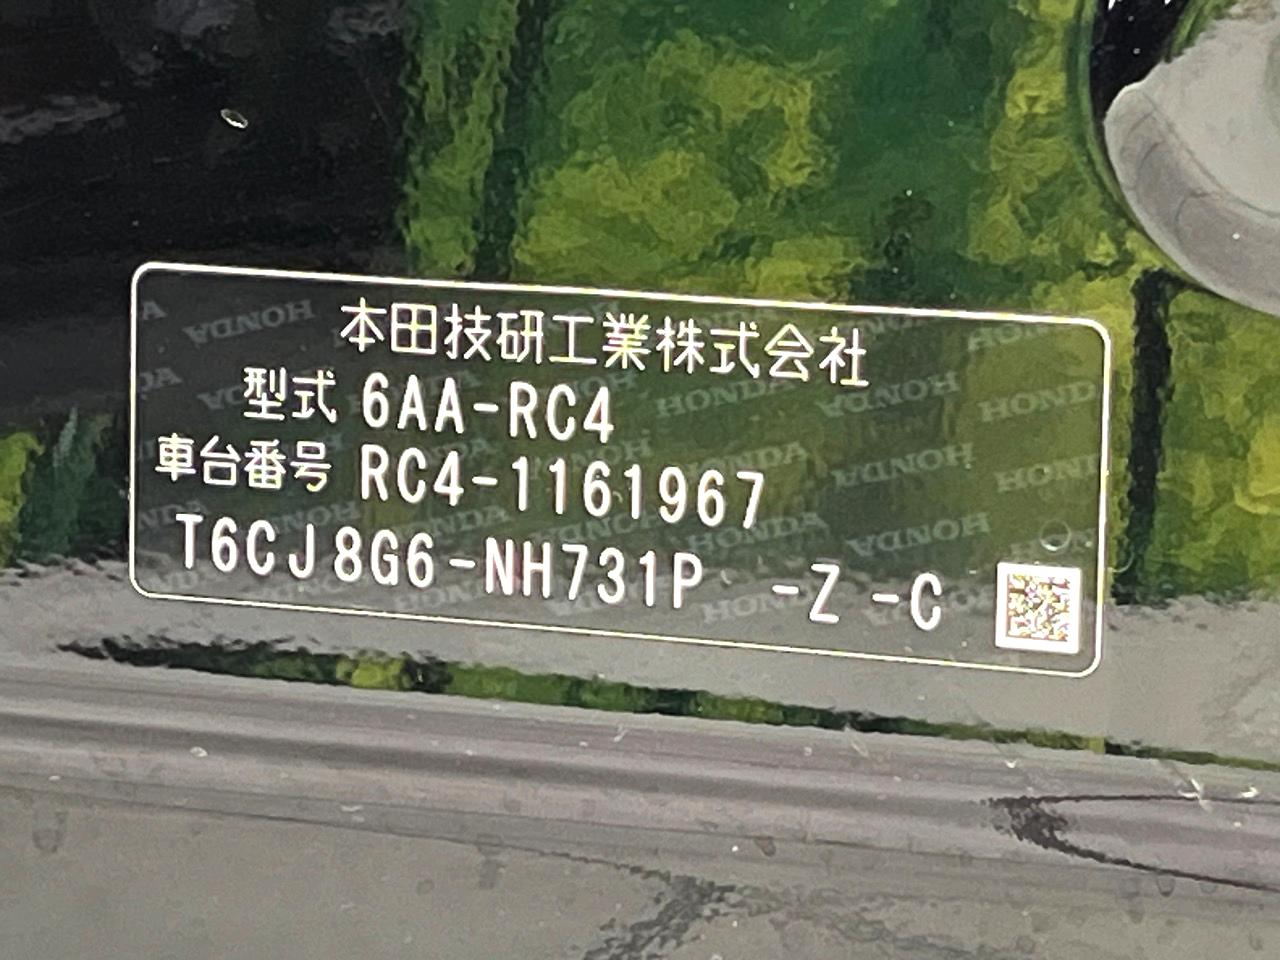 本田技研工業株式会社
型式 6AA-RC4
車台番号 RC4-1161967
T6CJ8G6-NH731P -Z -C